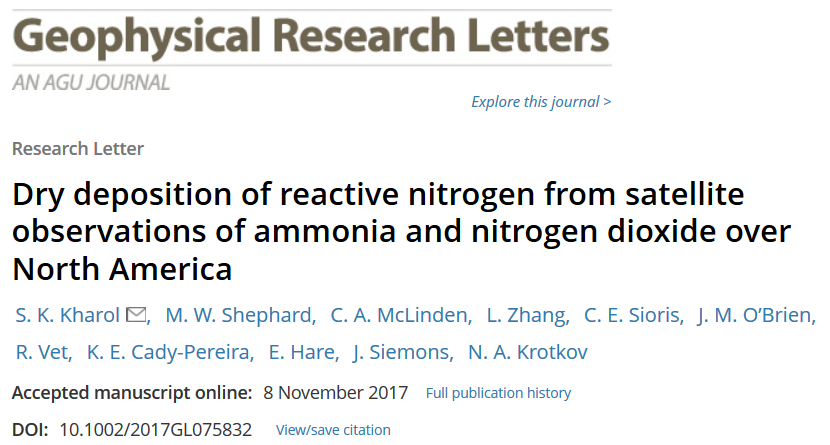 Geophysical Research Letters
AN AGU JOURNAL
Explore this journal >
Research Letter
Dry deposition of reactive nitrogen from satellite
observations of ammonia and nitrogen dioxide over
North America
S. K. Kharol, M. W. Shephard, C. A. McLinden, L. Zhang, C. E. Sioris, J. M. O’Brien,
R. Vet, K. E. Cady-Pereira, E. Hare, J. Siemons, N. A. Krotkov
Accepted manuscript online: 8 November 2017 Full publication history
DOI: 10.1002/2017GL075832 View/save citation